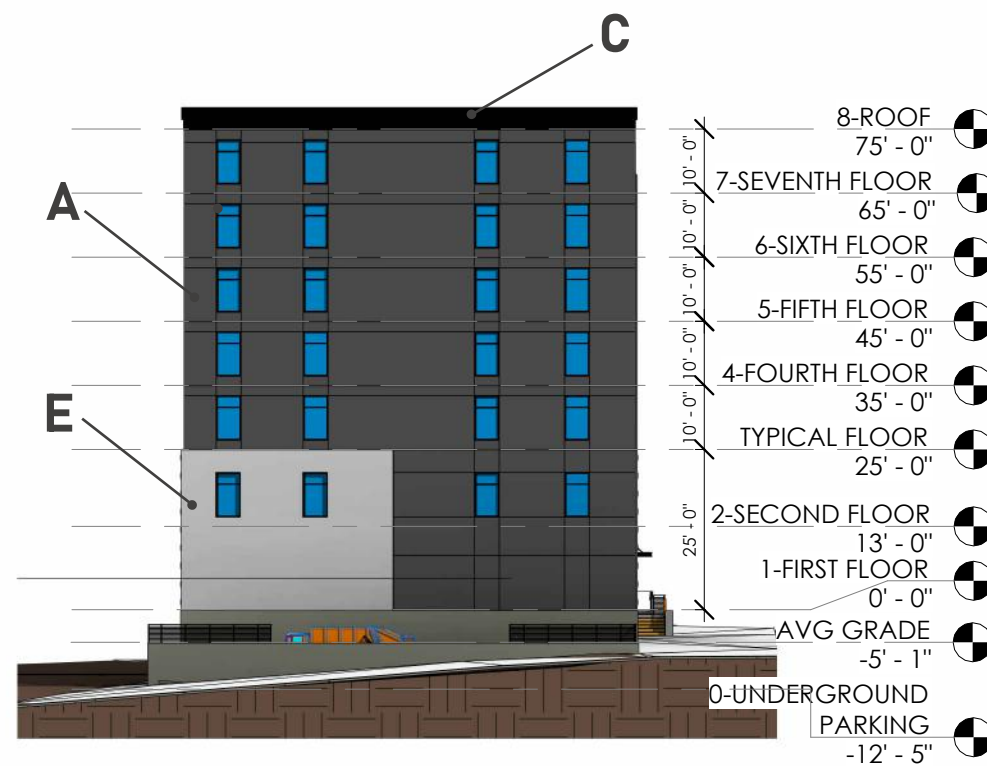 C
8-ROOF
75' - 0"
10' - 0"
7-SEVENTH FLOOR
65' - 0"
A
10' - 0"
6-SIXTH FLOOR
55' - 0"
10' - 0"
5-FIFTH FLOOR
45' - 0"
10' - 0"
4-FOURTH FLOOR
35' - 0"
E
10' - 0"
TYPICAL FLOOR
25' - 0"
25' - 0"
2-SECOND FLOOR
13' - 0"
1-FIRST FLOOR
0' - 0"
AVG GRADE
-5' - 1"
0-UNDERGROUND
PARKING
-12' - 5"